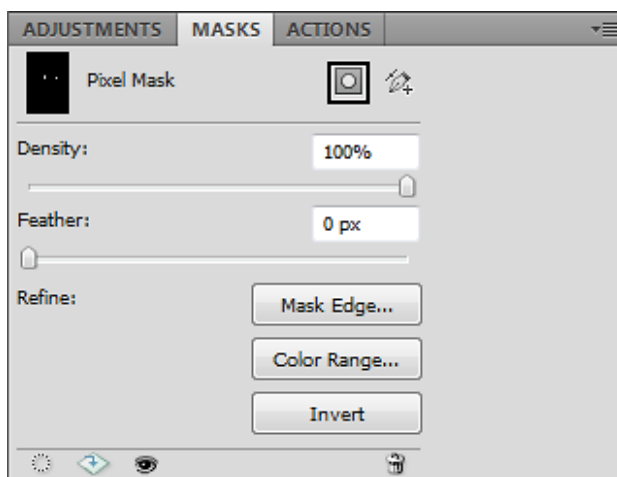 ADJUSTMENTS MASKS ACTIONS
Pixel Mask
Density: 100%
Feather: 0 px
Refine: Mask Edge...
Color Range...
Invert